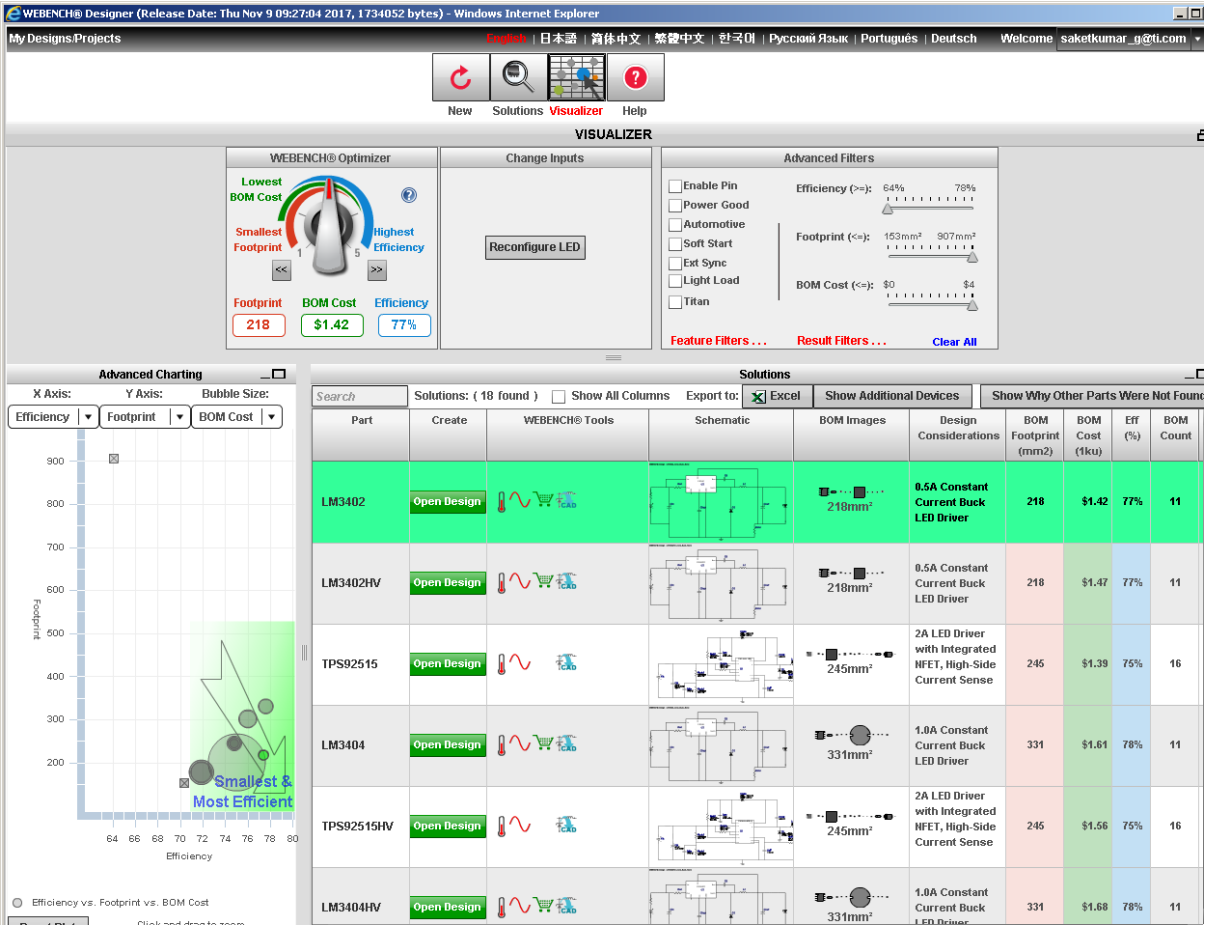 WEBENCH® Designer (Release Date: Thu Nov 9 09:27:04 2017, 1734052 bytes) - Windows Internet Explorer
My Designs/Projects English | 日本語 | 简体中文 | 繁體中文 | 한국어 | Русский Язык | Português | Deutsch Welcome saketkumar_g@ti.com
New Solutions Visualizer Help
VISUALIZER
WEBENCH® Optimizer Change Inputs Advanced Filters
Lowest
BOM Cost
Smallest
Footprint
Highest
Efficiency
1 5
<< >>
Footprint BOM Cost Efficiency
218 $1.42 77%
Reconfigure LED
Enable Pin
Power Good
Automotive
Soft Start
Ext Sync
Light Load
Titan
Efficiency (>=): 64% 78%
Footprint (<=): 153mm² 907mm²
BOM Cost (<=): $0 $4
Feature Filters . . . Result Filters . . . Clear All
Advanced Charting
X Axis: Y Axis: Bubble Size:
Efficiency Footprint BOM Cost
900
800
700
600
500
400
300
200
Footprint
Smallest &
Most Efficient
64 66 68 70 72 74 76 78 80
Efficiency
Efficiency vs. Footprint vs. BOM Cost
Click and drag to zoom
Solutions
Search Solutions: ( 18 found ) Show All Columns Export to: Excel Show Additional Devices Show Why Other Parts Were Not Found
Part Create WEBENCH® Tools Schematic BOM Images Design Considerations BOM Footprint (mm2) BOM Cost (1ku) Eff (%) BOM Count
LM3402 Open Design CAD 218mm² 0.5A Constant Current Buck LED Driver 218 $1.42 77% 11
LM3402HV Open Design CAD 218mm² 0.5A Constant Current Buck LED Driver 218 $1.47 77% 11
TPS92515 Open Design CAD 245mm² 2A LED Driver with Integrated NFET, High-Side Current Sense 245 $1.39 75% 16
LM3404 Open Design CAD 331mm² 1.0A Constant Current Buck LED Driver 331 $1.61 78% 11
TPS92515HV Open Design CAD 245mm² 2A LED Driver with Integrated NFET, High-Side Current Sense 245 $1.56 75% 16
LM3404HV Open Design CAD 331mm² 1.0A Constant Current Buck LED Driver 331 $1.68 78% 11